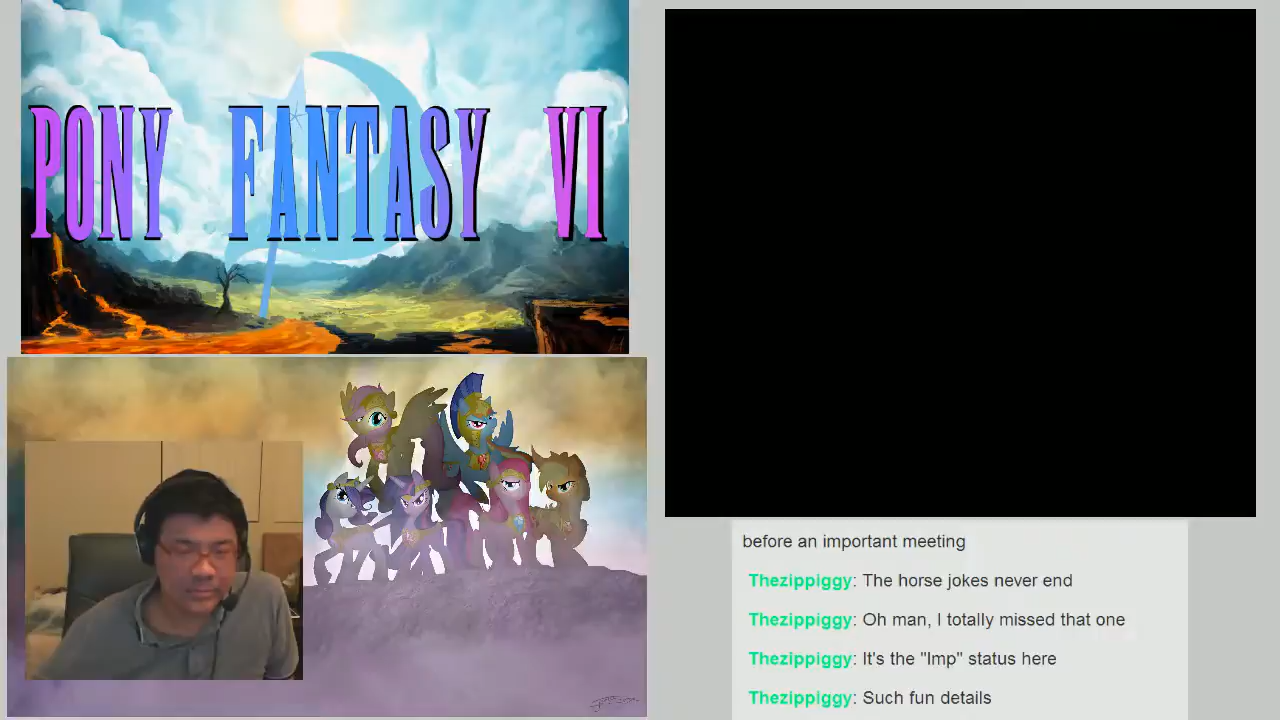 PONY FANTASY VI
before an important meeting
Thezippiggy: The horse jokes never end
Thezippiggy: Oh man, I totally missed that one
Thezippiggy: It's the "Imp" status here
Thezippiggy: Such fun details